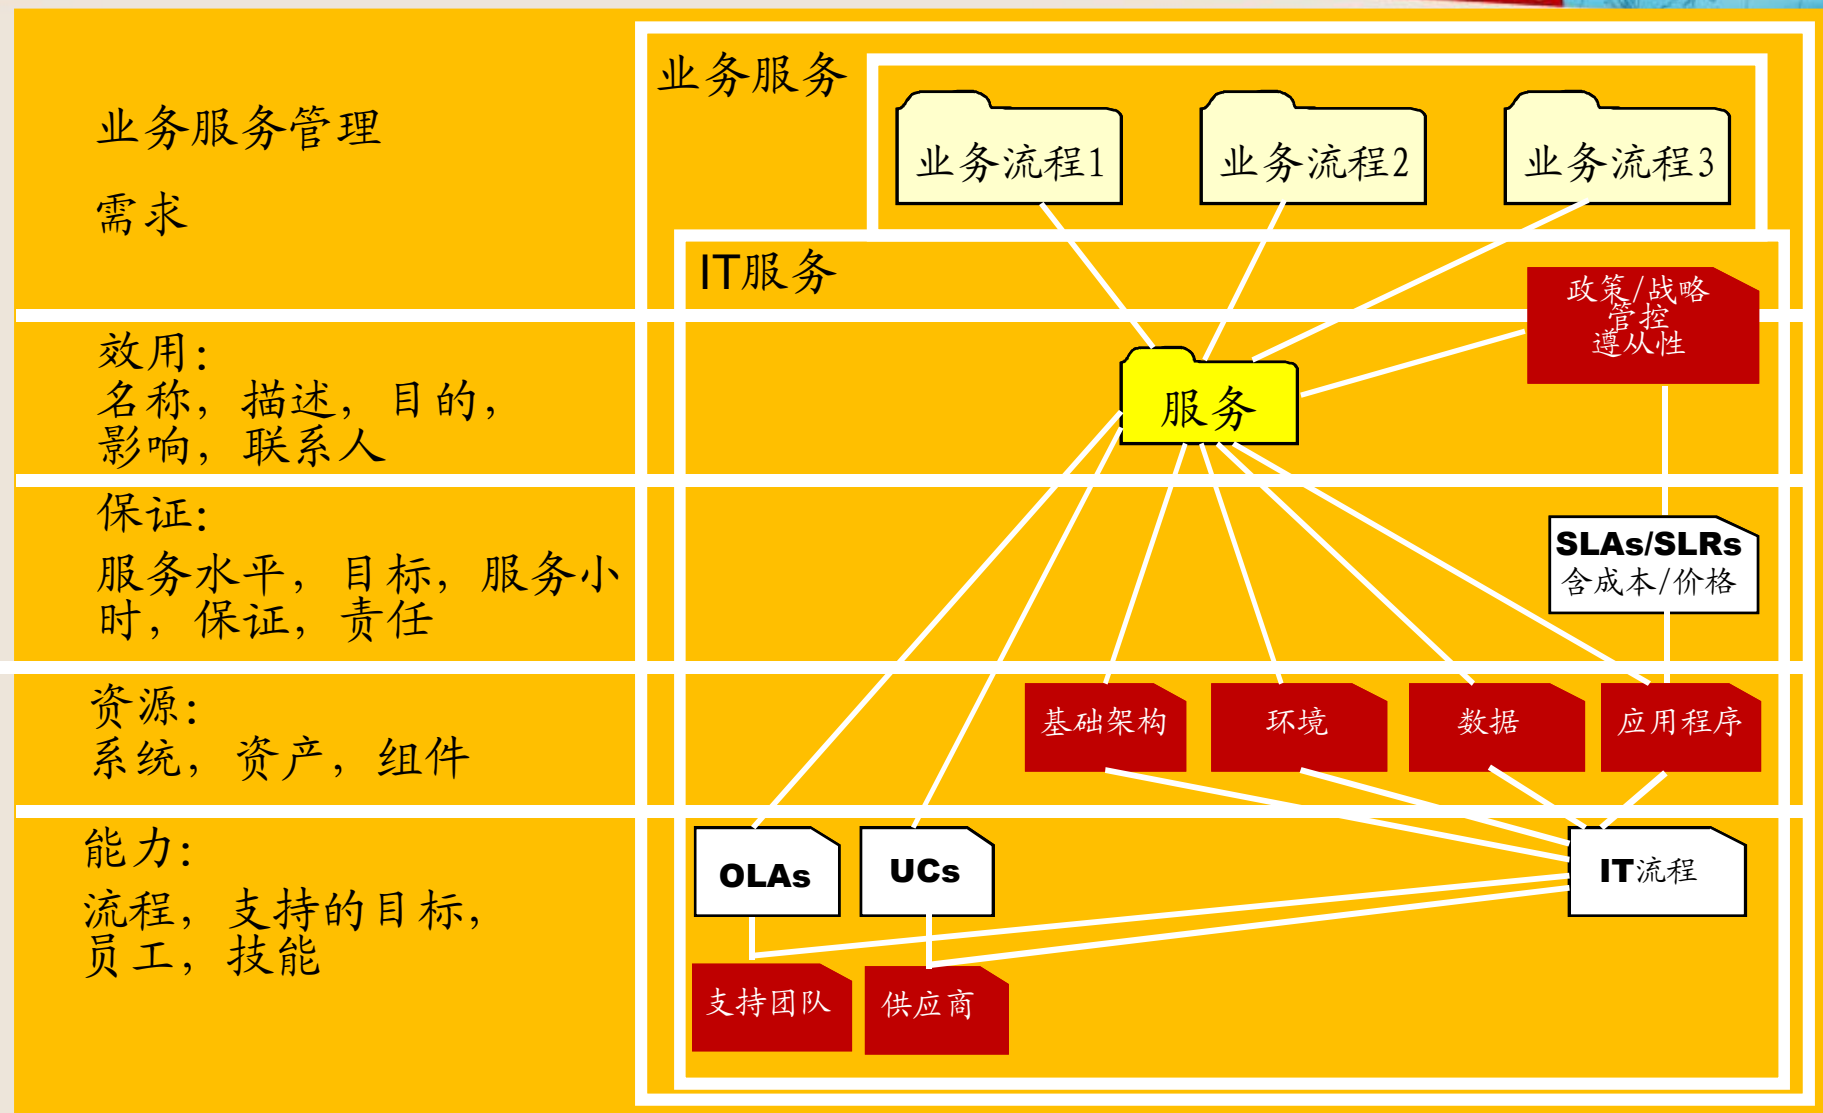 业务服务管理
需求
效用：
名称，描述，目的，
影响，联系人
保证：
服务水平，目标，服务小
时，保证，责任
资源：
系统，资产，组件
能力：
流程，支持的目标，
员工，技能
业务服务
业务流程1
业务流程2
业务流程3
IT服务
政策/战略
管控
遵从性
服务
SLAs/SLRs
含成本/价格
基础架构
环境
数据
应用程序
OLAs
UCs
IT流程
支持团队
供应商